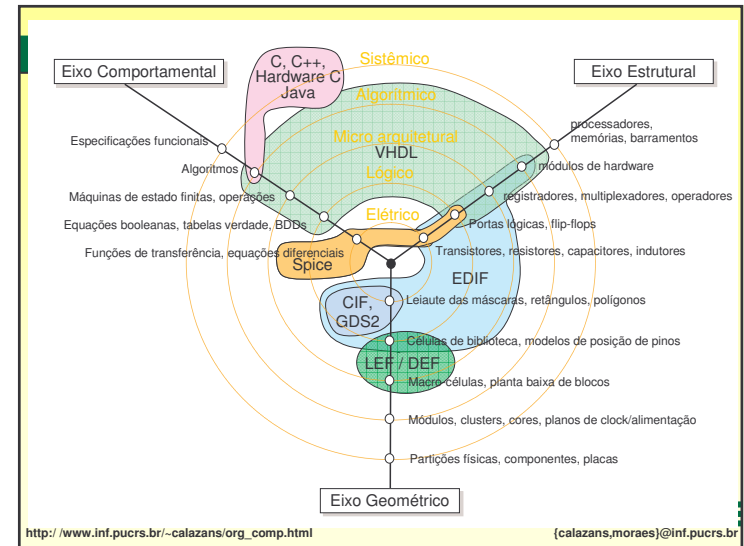 Sistêmico
Eixo Comportamental
C, C++,
Hardware C
Java
Eixo Estrutural
Algorítmico
processadores,
memórias, barramentos
Especificações funcionais
Micro arquitetural
VHDL
Algoritmos
módulos de hardware
Lógico
Máquinas de estado finitas, operações
registradores, multiplexadores, operadores
Elétrico
Equações booleanas, tabelas verdade, BDDs
Portas lógicas, flip-flops
Funções de transferência, equações diferenciais
Transistores, resistores, capacitores, indutores
Spice
EDIF
CIF,
GDS2
Leiaute das máscaras, retângulos, polígonos
Células de biblioteca, modelos de posição de pinos
LEF / DEF
Macro-células, planta baixa de blocos
Módulos, clusters, cores, planos de clock/alimentação
Partições físicas, componentes, placas
Eixo Geométrico
http: / /www.inf.pucrs.br/~calazans/org_comp.html
{calazans,moraes}@inf.pucrs.br